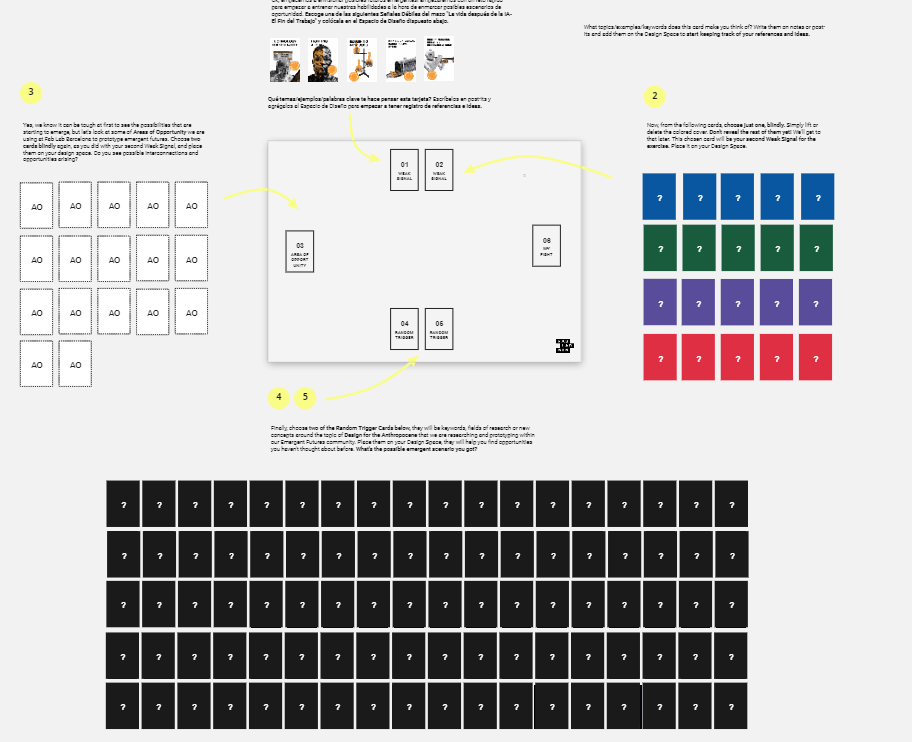 para empezar a entrenar nuestras habilidades a la hora de enmarcar posibles escenarios de
oportunidad. Escoge una de las siguientes Señales Débiles del mazo "La vida después de la IA-
El Fin del Trabajo" y colócala en el Espacio de Diseño dispuesto abajo.
What topics/examples/keywords does this card make you think of? Write them on notes or post-
its and add them on the Design Space to start keeping track of your references and ideas.
Qué temas/ejemplos/palabras clave te hace pensar esta tarjeta? Escríbelos en postits y
agrégalos al Espacio de Diseño para empezar a tener registro de referencias e ideas.
3
Yes, we know it can be tough at first to see the possibilities that are
starting to emerge, but let's look at some of Areas of Opportunity we are
using at Fab Lab Barcelona to prototype emergent futures. Choose two
cards blindly again, as you did with your second Weak Signal, and place
them on your design space. Do you see possible interconnections and
opportunities arising?
AO AO AO AO AO
AO AO AO AO AO
AO AO AO AO AO
AO AO
01
WEAK
SIGNAL
02
WEAK
SIGNAL
03
AREA OF
OPPORT
UNITY
06
MY
FIGHT
04
RANDOM
TRIGGER
05
RANDOM
TRIGGER
2
Now, from the following cards, choose just one, blindly. Simply lift or
delete the colored cover. Don't reveal the rest of them yet! We'll get to
that later. This chosen card will be your second Weak Signal for the
exercise. Place it on your Design Space.
? ? ? ? ?
? ? ? ? ?
? ? ? ? ?
? ? ? ? ?
4 5
Finally, choose two of the Random Trigger Cards below, they will be keywords, fields of research or new
concepts around the topic of Design for the Anthropocene that we are researching and prototyping within
our Emergent Futures community. Place them on your Design Space, they will help you find opportunities
you haven't thought about before. What's the possible emergent scenario you got?
? ? ? ? ? ? ? ? ? ? ? ? ? ? ? ? ? ?
? ? ? ? ? ? ? ? ? ? ? ? ? ? ? ? ? ?
? ? ? ? ? ? ? ? ? ? ? ? ? ? ? ? ? ?
? ? ? ? ? ? ? ? ? ? ? ? ? ? ? ? ? ?
? ? ? ? ? ? ? ? ? ? ? ? ? ? ? ? ? ?